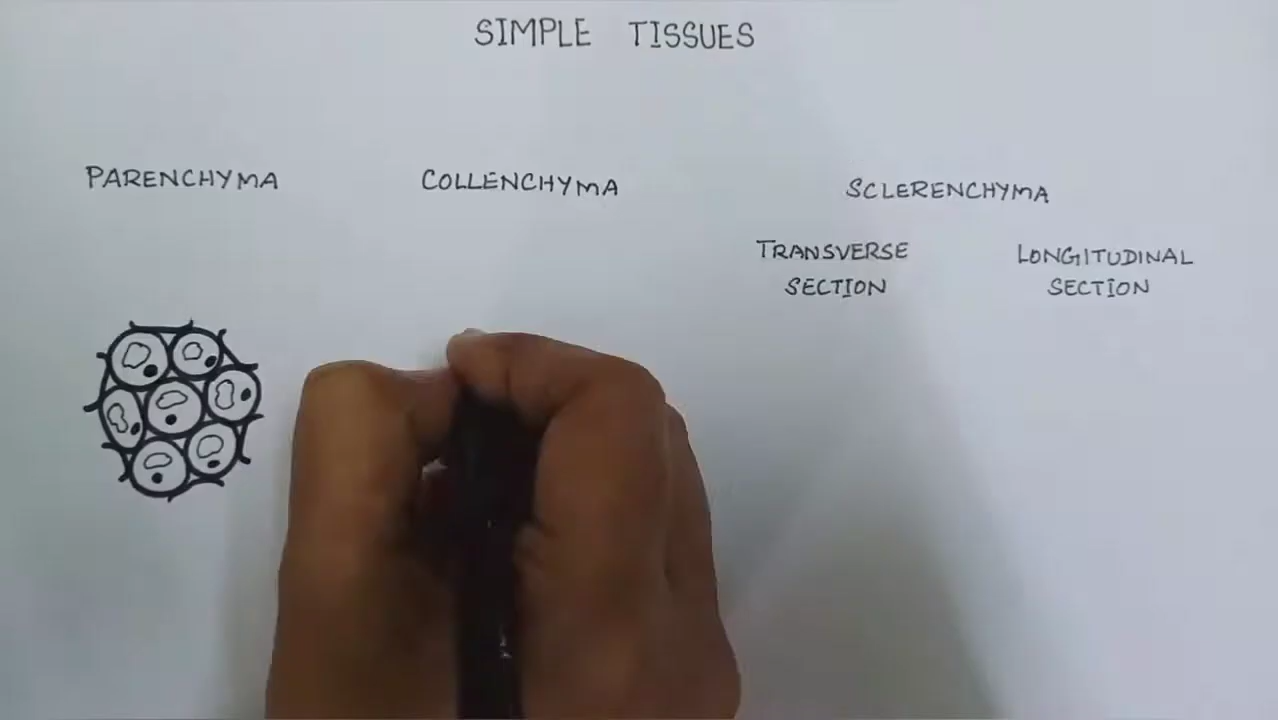 SIMPLE TISSUES
PARENCHYMA
COLLENCHYMA
SCLERENCHYMA
TRANSVERSE
SECTION
LONGITUDINAL
SECTION